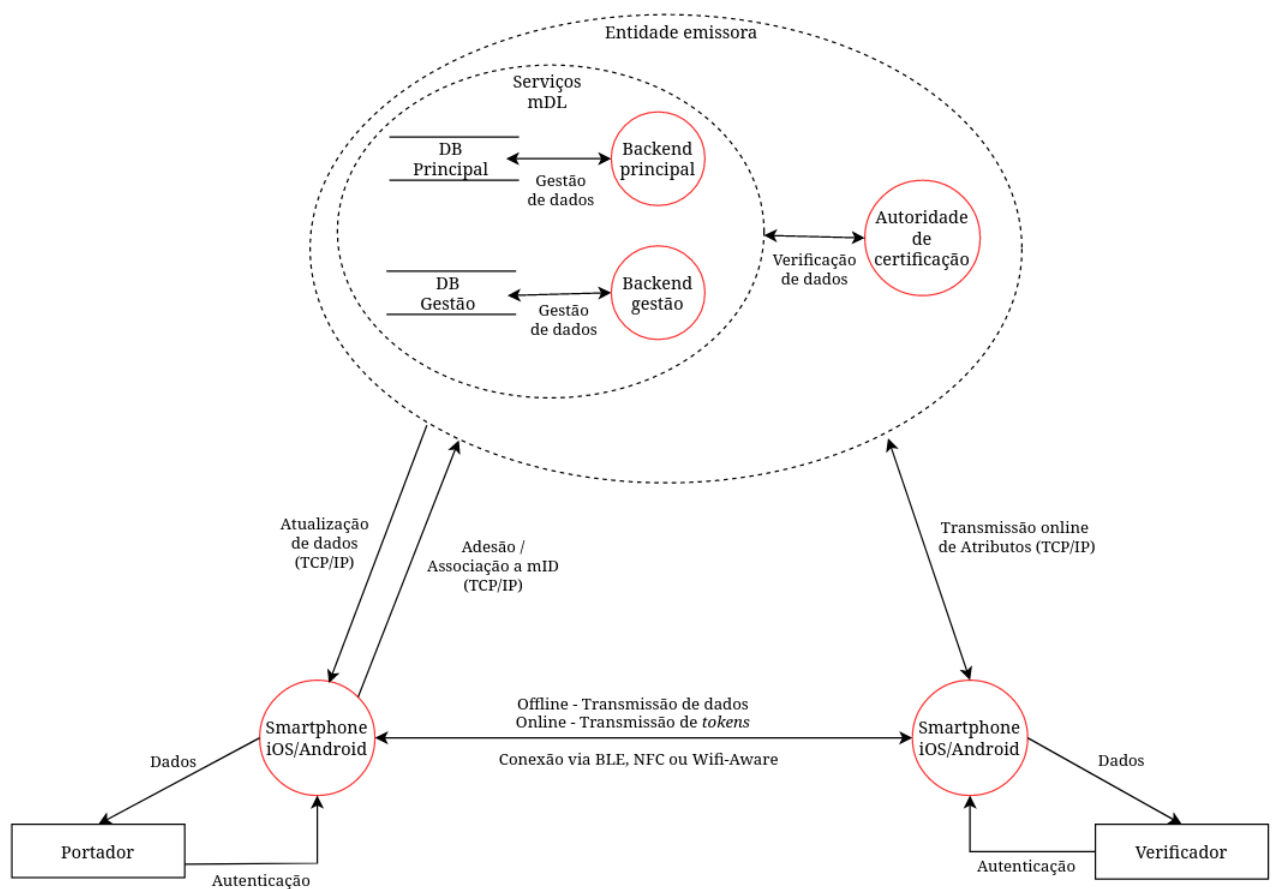 Entidade emissora
Serviços
mDL
DB
Principal
Gestão
de dados
Backend
principal
DB
Gestão
Gestão
de dados
Backend
gestão
Verificação
de dados
Autoridade
de
certificação
Atualização
de dados
(TCP/IP)
Adesão /
Associação a mID
(TCP/IP)
Transmissão online
de Atributos (TCP/IP)
Smartphone
iOS/Android
Offline - Transmissão de dados
Online - Transmissão de tokens
Conexão via BLE, NFC ou Wifi-Aware
Smartphone
iOS/Android
Dados
Portador
Autenticação
Dados
Verificador
Autenticação